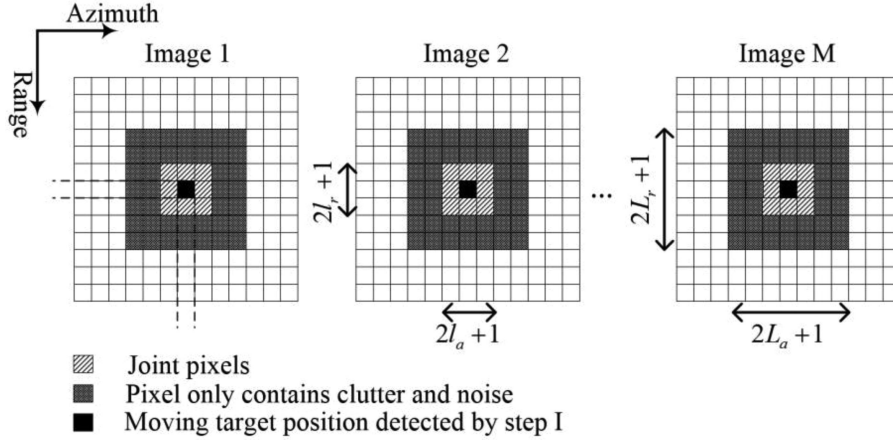 Azimuth
Range
Image 1
Image 2
Image M
2l_r +1
...
2L_r +1
2l_a +1
2L_a +1
Joint pixels
Pixel only contains clutter and noise
Moving target position detected by step I